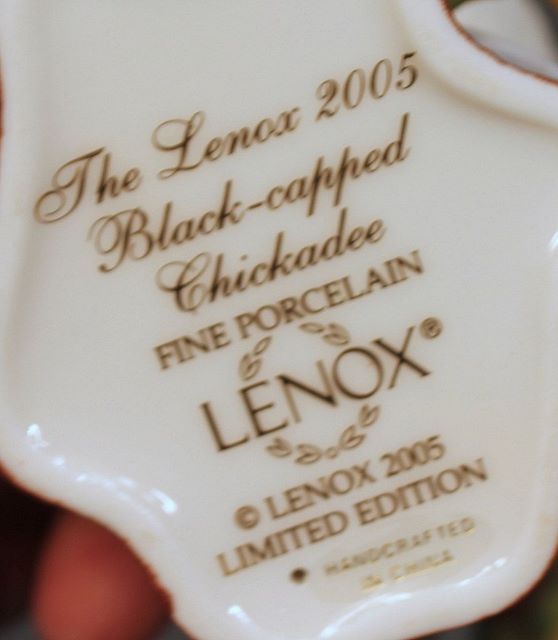 The Lenox 2005
Black-capped
Chickadee
FINE PORCELAIN
LENOX®
© LENOX 2005
LIMITED EDITION
HANDCRAFTED
IN CHINA